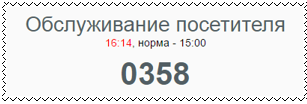 Обслуживание посетителя
16:14, норма - 15:00
0358